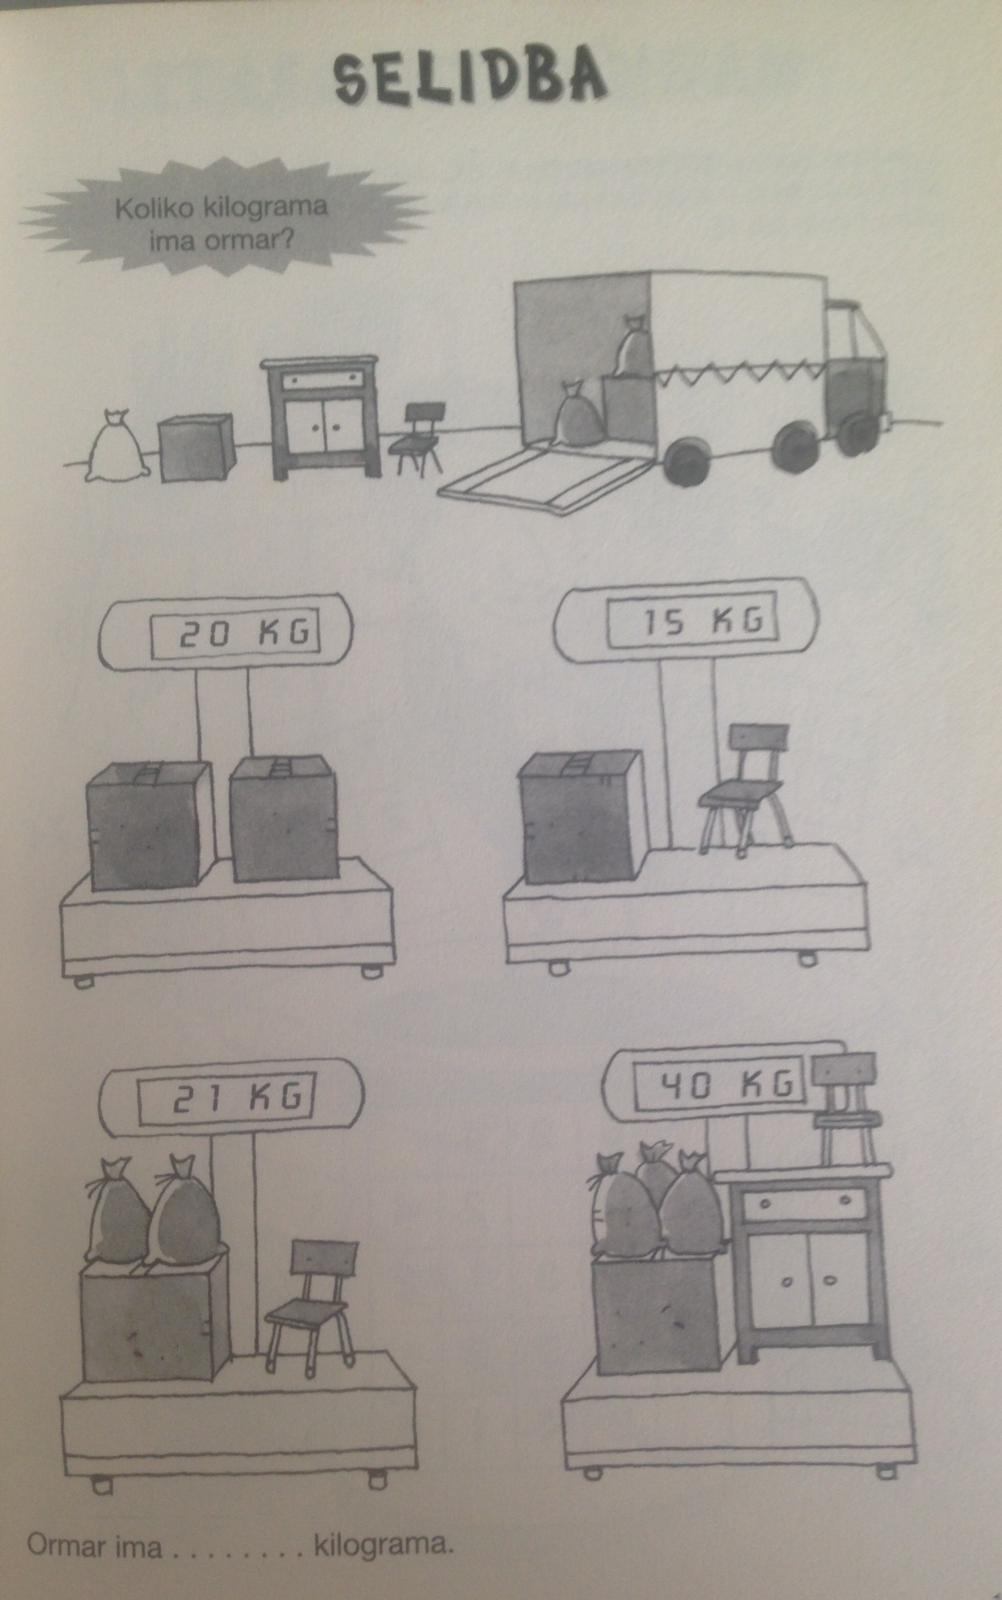 SELIDBA
Koliko kilograma
ima ormar?
20 KG
15 KG
21 KG
40 KG
Ormar ima ........ kilograma.